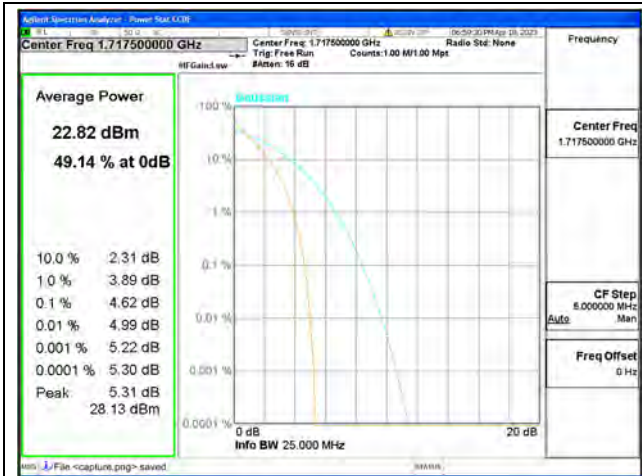 Agilent Spectrum Analyzer - Power Stat CCDF
Center Freq 1.717500000 GHz
Center Freq: 1.717500000 GHz
Trig: Free Run
Counts:1.00 M/1.00 Mpt
#IFGain:Low
#Atten: 16 dB
06:59:30 PM Apr 18, 2023
Radio Std: None
Frequency
Average Power
22.82 dBm
49.14 % at 0dB
10.0 % 2.31 dB
1.0 % 3.89 dB
0.1 % 4.62 dB
0.01 % 4.99 dB
0.001 % 5.22 dB
0.0001 % 5.30 dB
Peak 5.31 dB
28.13 dBm
Gaussian
100 %
10 %
1 %
0.1 %
0.01 %
0.001 %
0.0001 %
0 dB
20 dB
Info BW 25.000 MHz
Center Freq
1.717500000 GHz
CF Step
5.000000 MHz
Auto Man
Freq Offset
0 Hz
MSG File <capture.png> saved
STATUS